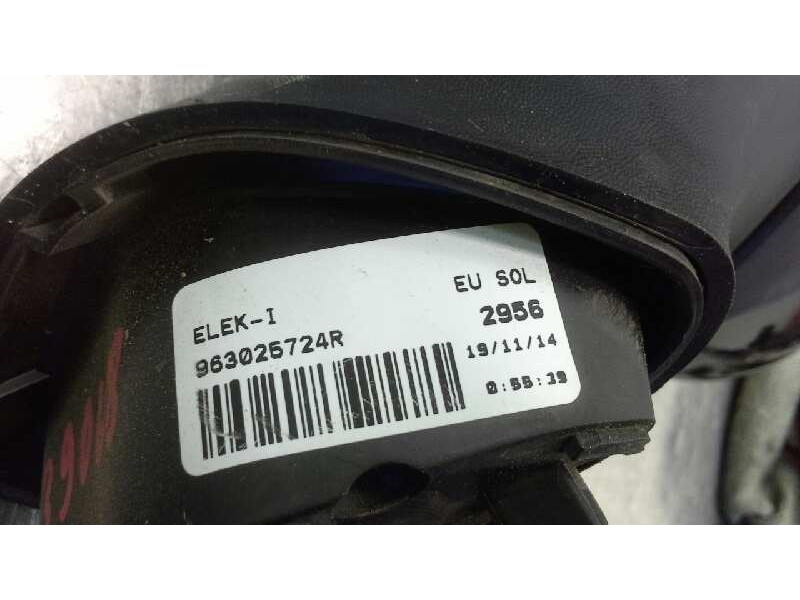 ELEK-I
EU SOL
963025724R
2956
19/11/14
0:55:39